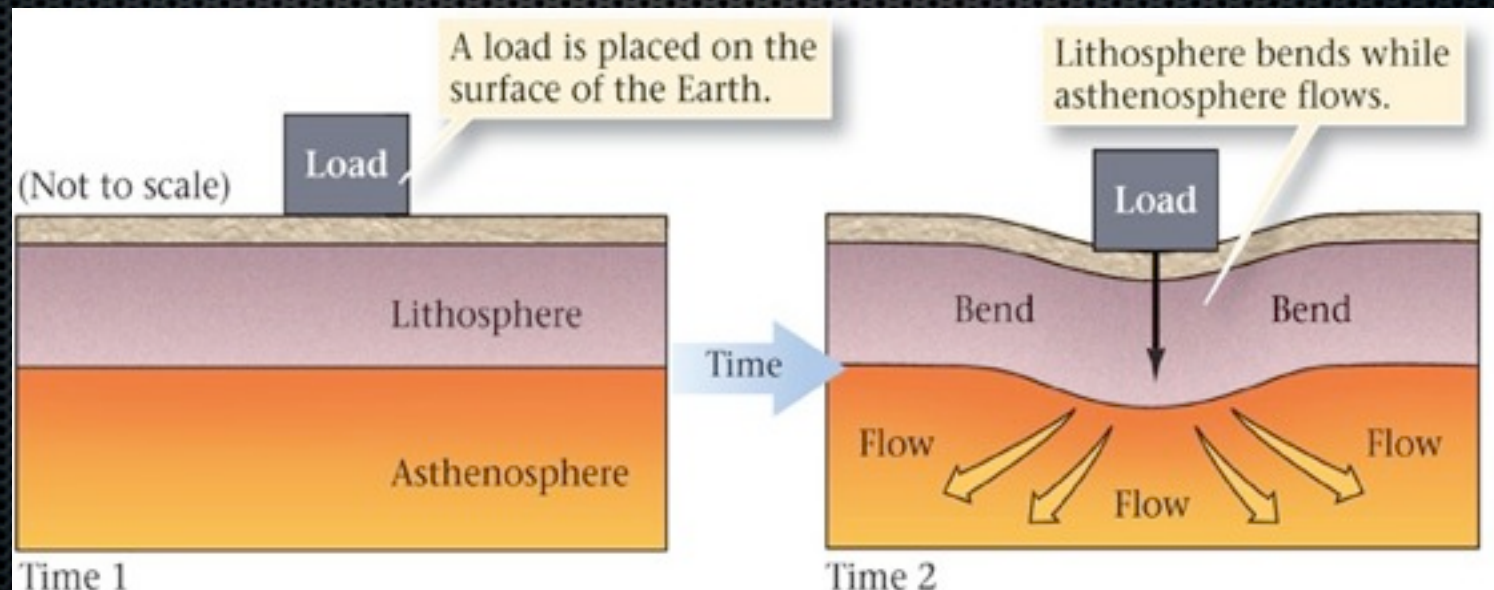 A load is placed on the
surface of the Earth.
Load
(Not to scale)
Lithosphere
Asthenosphere
Time 1
Time
Lithosphere bends while
asthenosphere flows.
Load
Bend
Bend
Flow
Flow
Flow
Time 2